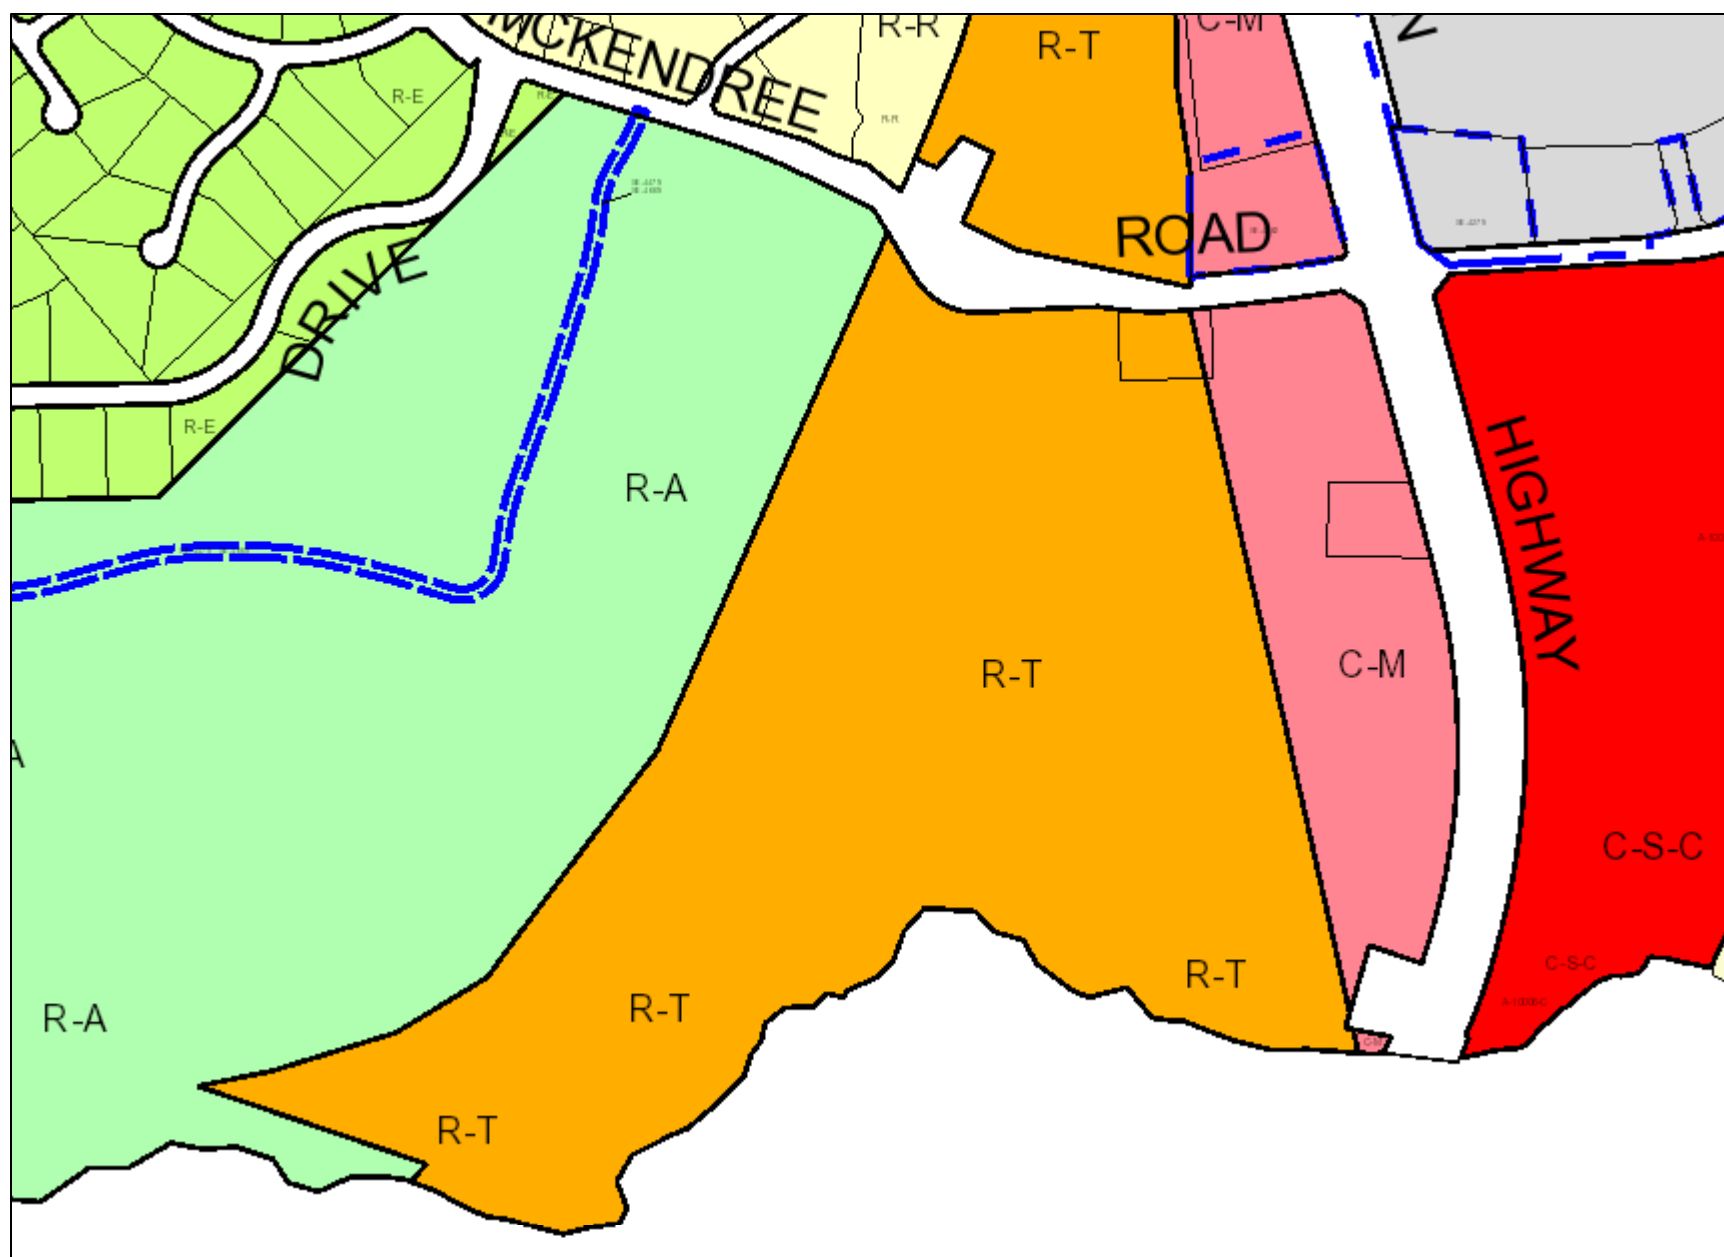 R-R
C-M
N
MCKENDREE
R-T
R-E
R-E
R-R
R-E
ROAD
DRIVE
R-E
R-A
HIGHWAY
R-T
C-M
A
C-S-C
C-S-C
R-T
R-T
R-A
C-M
R-T